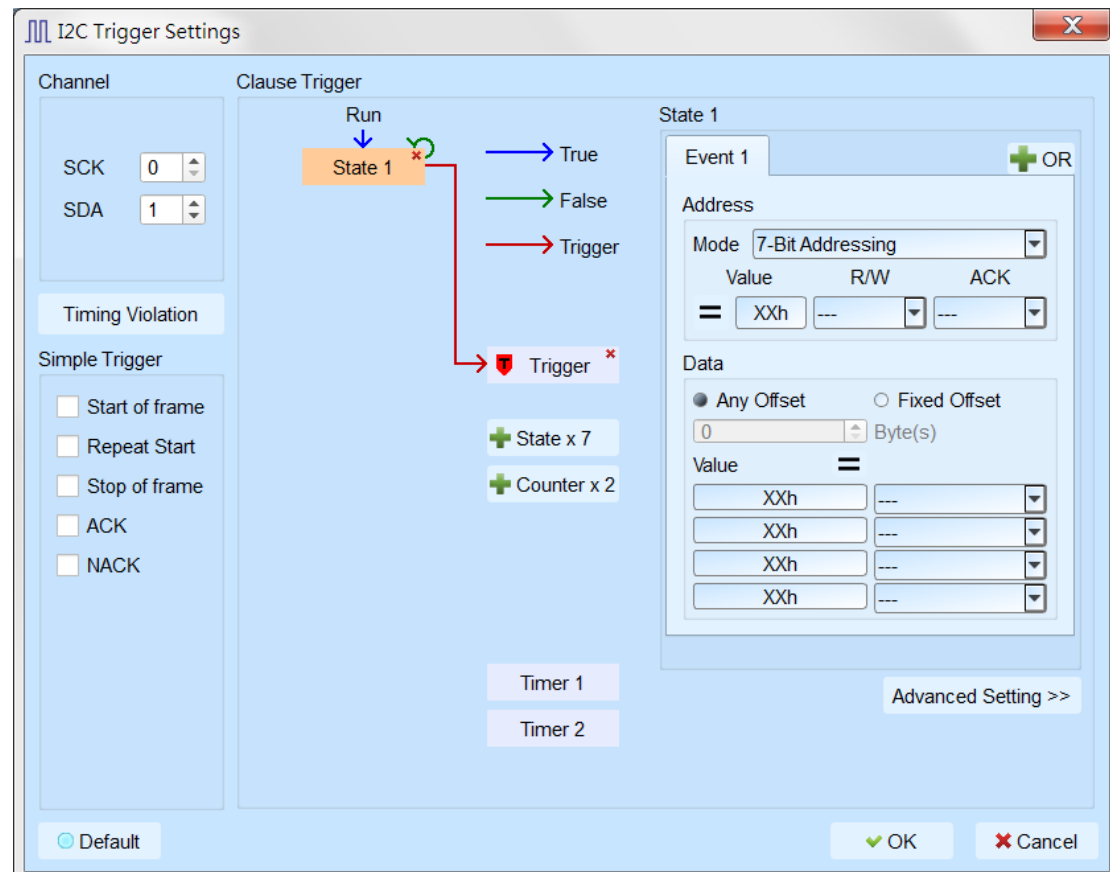 I2C Trigger Settings
X
Channel
SCK 0
SDA 1
Timing Violation
Simple Trigger
Start of frame
Repeat Start
Stop of frame
ACK
NACK
Clause Trigger
Run
State 1
True
False
Trigger
T Trigger
State x 7
Counter x 2
Timer 1
Timer 2
State 1
Event 1
OR
Address
Mode 7-Bit Addressing
Value R/W ACK
= XXh --- ---
Data
Any Offset Fixed Offset
0 Byte(s)
Value =
XXh ---
XXh ---
XXh ---
XXh ---
Advanced Setting >>
Default
OK
Cancel